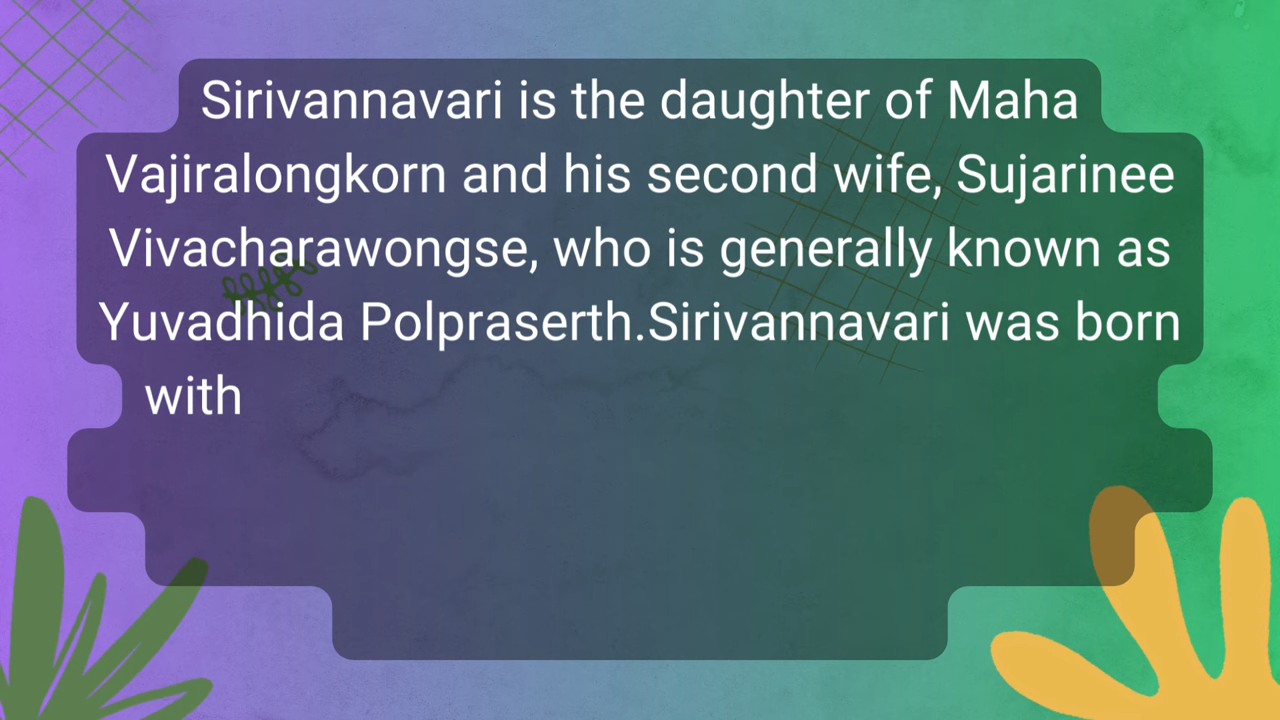 Sirivannavari is the daughter of Maha
Vajiralongkorn and his second wife, Sujarinee
Vivacharawongse, who is generally known as
Yuvadhida Polpraserth.Sirivannavari was born
with